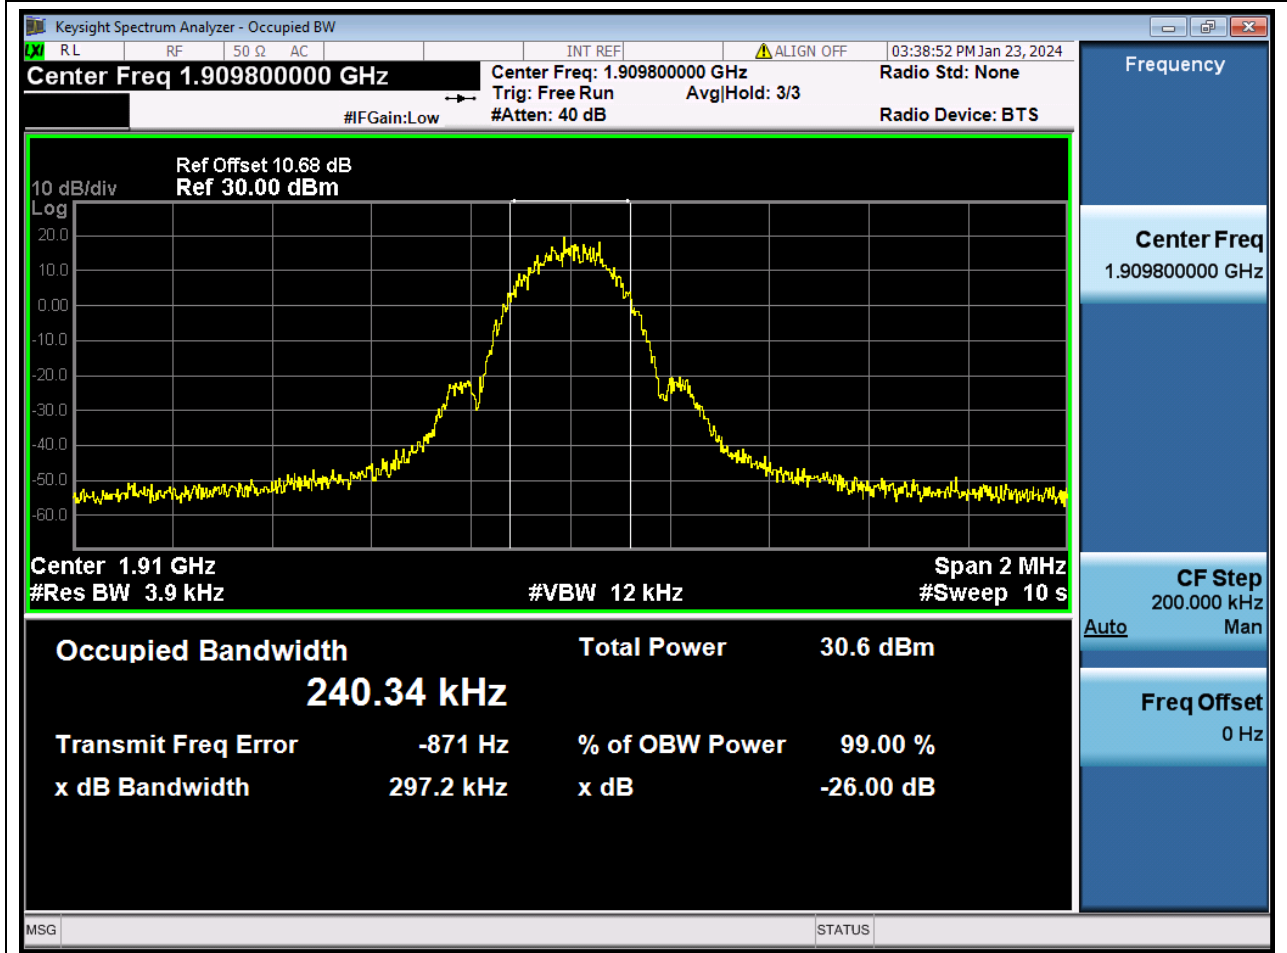 Keysight Spectrum Analyzer - Occupied BW
LXI RL RF 50 Ω AC INT REF ALIGN OFF 03:38:52 PM Jan 23, 2024
Center Freq 1.909800000 GHz
Center Freq: 1.909800000 GHz Radio Std: None
Trig: Free Run Avg|Hold: 3/3
#IFGain:Low #Atten: 40 dB Radio Device: BTS
Ref Offset 10.68 dB
10 dB/div Ref 30.00 dBm
Log
20.0
10.0
0.00
-10.0
-20.0
-30.0
-40.0
-50.0
-60.0
Center 1.91 GHz Span 2 MHz
#Res BW 3.9 kHz #VBW 12 kHz #Sweep 10 s
Occupied Bandwidth Total Power 30.6 dBm
240.34 kHz
Transmit Freq Error -871 Hz % of OBW Power 99.00 %
x dB Bandwidth 297.2 kHz x dB -26.00 dB
MSG STATUS
Frequency
Center Freq
1.909800000 GHz
CF Step
200.000 kHz
Auto Man
Freq Offset
0 Hz